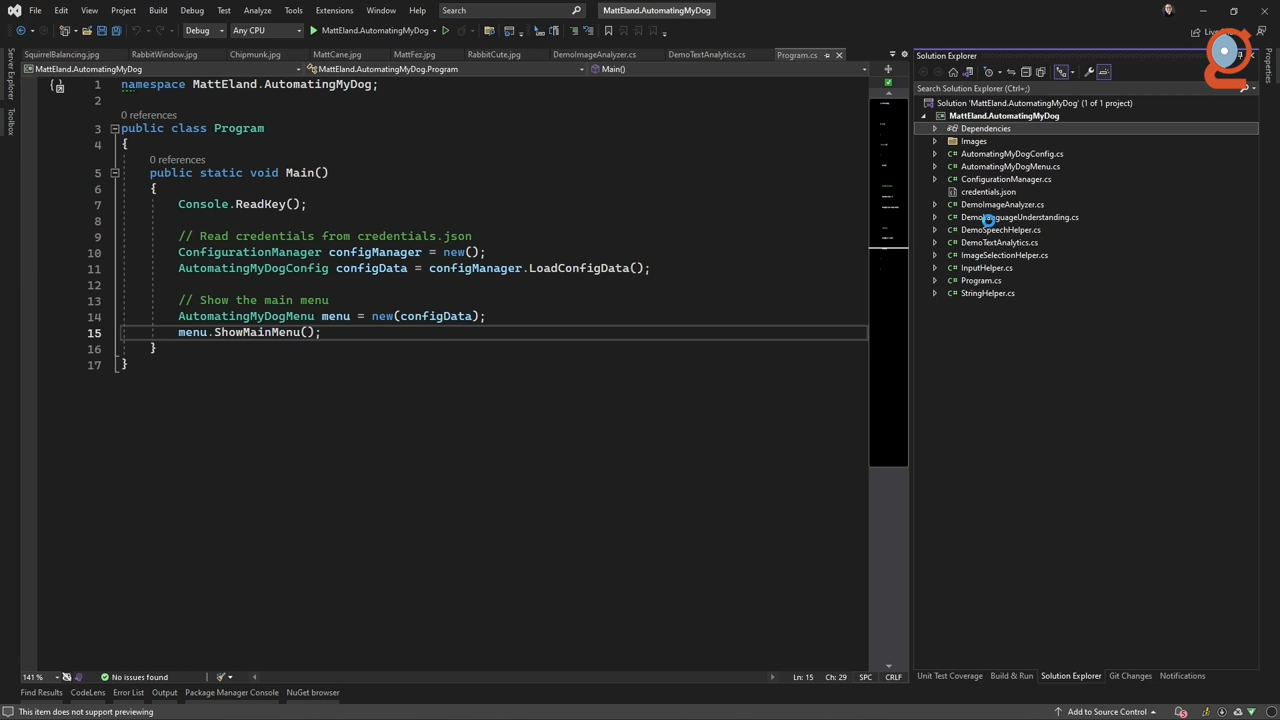 File Edit View Project Build Debug Test Analyze Tools Extensions Window Help Search MattEland.AutomatingMyDog
Debug Any CPU MattEland.AutomatingMyDog
Server Explorer
Toolbox
SquirrelBalancing.jpg RabbitWindow.jpg Chipmunk.jpg MattCane.jpg MattFez.jpg RabbitCute.jpg DemoImageAnalyzer.cs DemoTextAnalytics.cs Program.cs
MattEland.AutomatingMyDog MattEland.AutomatingMyDog.Program Main()
1 namespace MattEland.AutomatingMyDog;
2
0 references
3 public class Program
4 {
0 references
5 public static void Main()
6 {
7 Console.ReadKey();
8
9 // Read credentials from credentials.json
10 ConfigurationManager configManager = new();
11 AutomatingMyDogConfig configData = configManager.LoadConfigData();
12
13 // Show the main menu
14 AutomatingMyDogMenu menu = new(configData);
15 menu.ShowMainMenu();
16 }
17 }
141 % No issues found Ln: 15 Ch: 29 SPC CRLF
Find Results CodeLens Error List Output Package Manager Console NuGet browser
This item does not support previewing
Solution Explorer
Search Solution Explorer (Ctrl+;)
Solution 'MattEland.AutomatingMyDog' (1 of 1 project)
MattEland.AutomatingMyDog
Dependencies
Images
C# AutomatingMyDogConfig.cs
C# AutomatingMyDogMenu.cs
C# ConfigurationManager.cs
credentials.json
C# DemoImageAnalyzer.cs
C# DemoLanguageUnderstanding.cs
C# DemoSpeechHelper.cs
C# DemoTextAnalytics.cs
C# ImageSelectionHelper.cs
C# InputHelper.cs
C# Program.cs
C# StringHelper.cs
Unit Test Coverage Build & Run Solution Explorer Git Changes Notifications
Add to Source Control 5
Properties